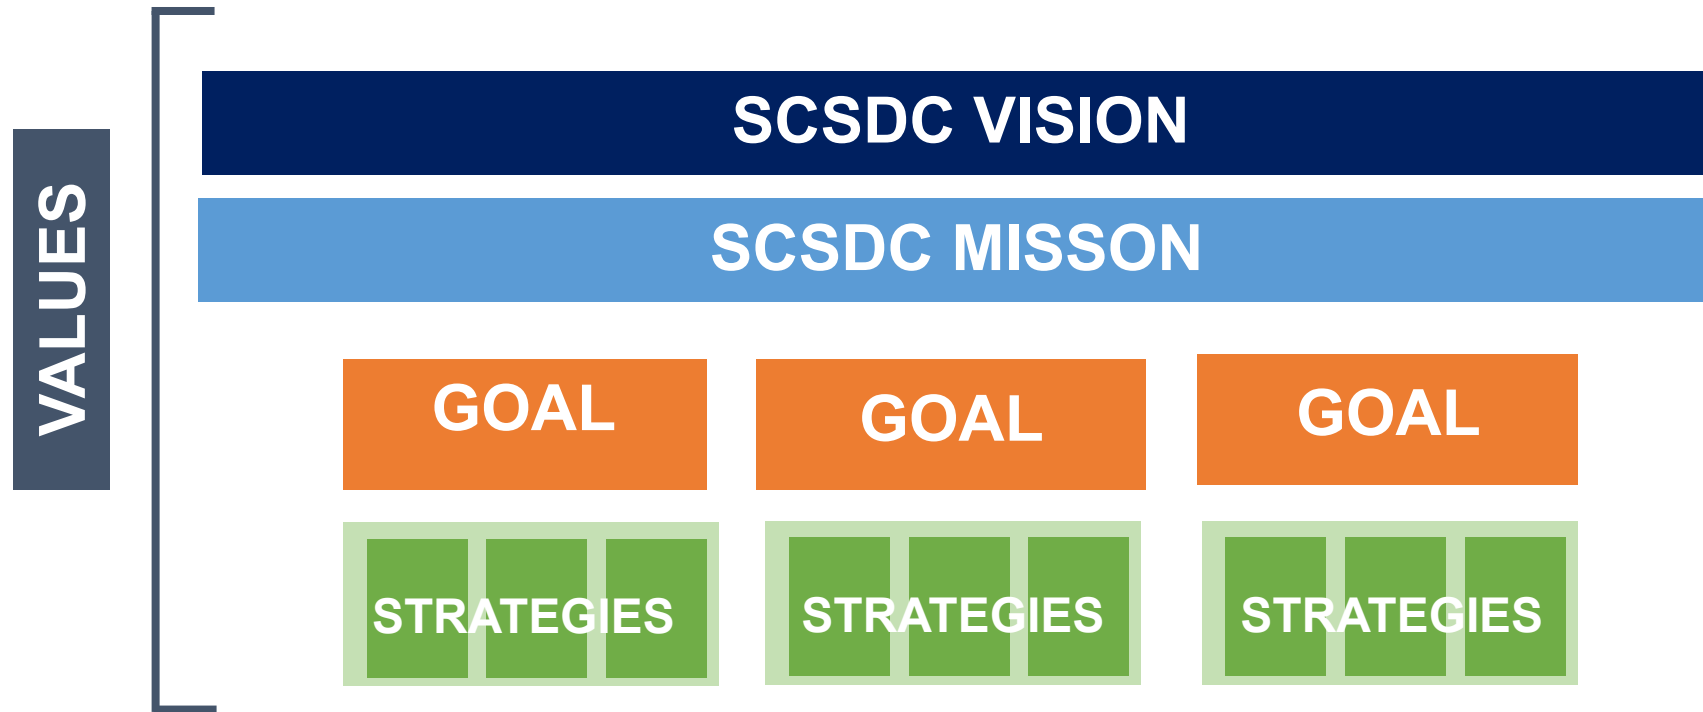 VALUES
SCSDC VISION
SCSDC MISSON
GOAL
GOAL
GOAL
STRATEGIES
STRATEGIES
STRATEGIES